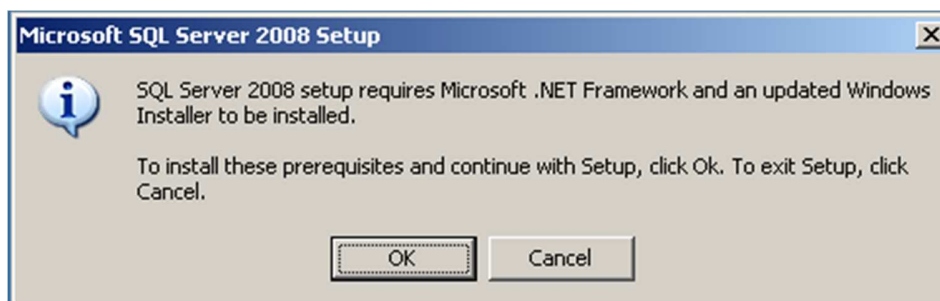 Microsoft SQL Server 2008 Setup
SQL Server 2008 setup requires Microsoft .NET Framework and an updated Windows
Installer to be installed.
To install these prerequisites and continue with Setup, click Ok. To exit Setup, click
Cancel.
OK Cancel